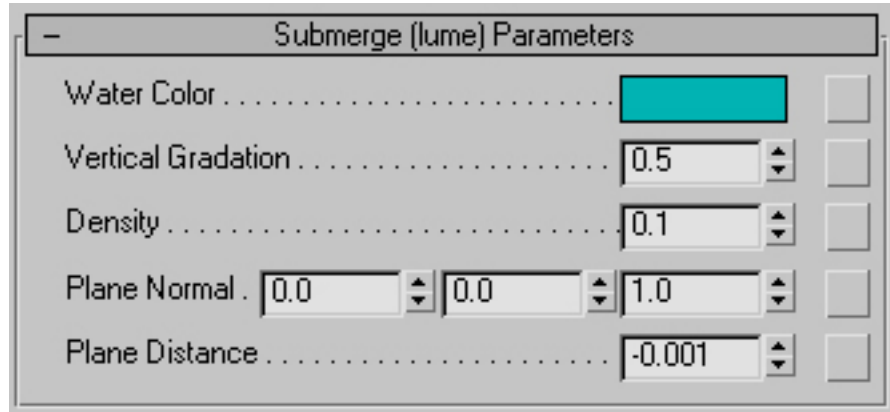 Submerge (lume) Parameters
Water Color
Vertical Gradation 0.5
Density 0.1
Plane Normal 0.0 0.0 1.0
Plane Distance -0.001